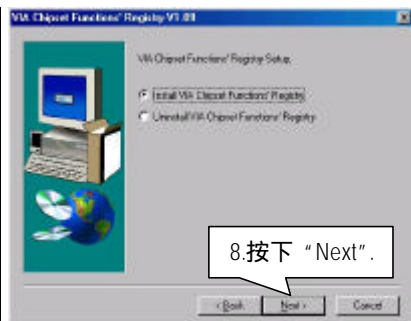 VIA Chipset Functions' Registry V1.01
VIA Chipset Functions' Registry Setup.
Install VIA Chipset Functions' Registry
Uninstall VIA Chipset Functions' Registry
8.按下 “Next”.
< Back
Next >
Cancel